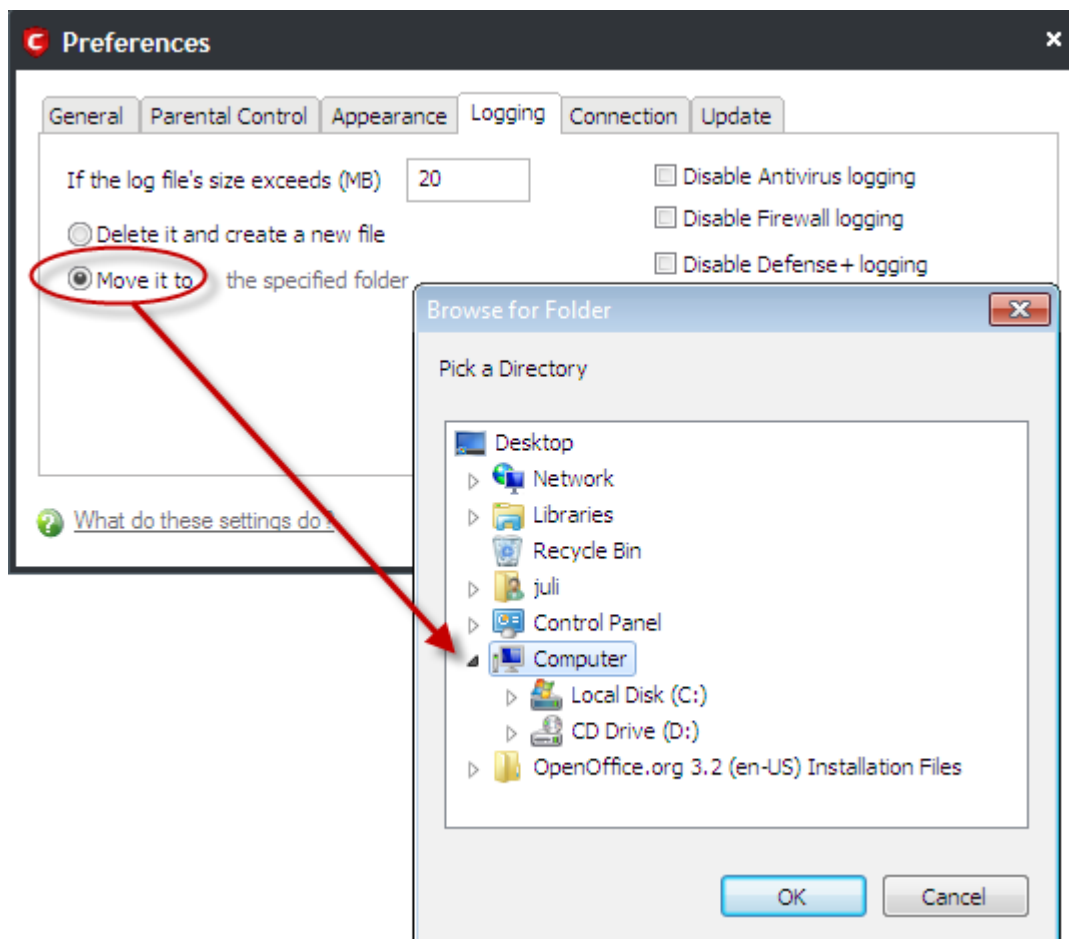 Preferences
General Parental Control Appearance Logging Connection Update
If the log file's size exceeds (MB) 20
Delete it and create a new file
Move it to the specified folder
Disable Antivirus logging
Disable Firewall logging
Disable Defense+ logging
What do these settings do?
Browse for Folder
Pick a Directory
Desktop
Network
Libraries
Recycle Bin
juli
Control Panel
Computer
Local Disk (C:)
CD Drive (D:)
OpenOffice.org 3.2 (en-US) Installation Files
OK Cancel